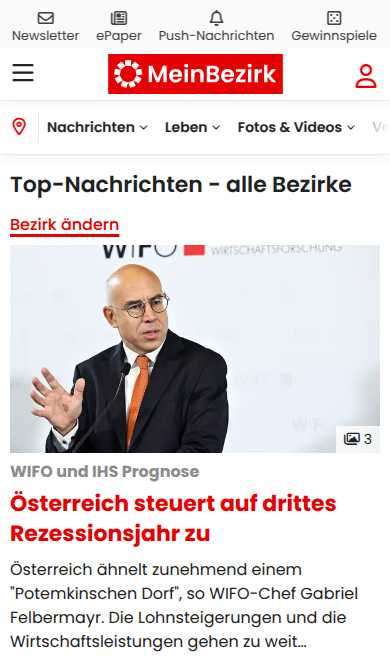 Newsletter
ePaper
Push-Nachrichten
Gewinnspiele
MeinBezirk
Nachrichten
Leben
Fotos & Videos
Top-Nachrichten - alle Bezirke
Bezirk ändern
WIFO
WIRTSCHAFTSFORSCHUNG
3
WIFO und IHS Prognose
Österreich steuert auf drittes
Rezessionsjahr zu
Österreich ähnelt zunehmend einem
"Potemkinschen Dorf", so WIFO-Chef Gabriel
Felbermayr. Die Lohnsteigerungen und die
Wirtschaftsleistungen gehen zu weit...